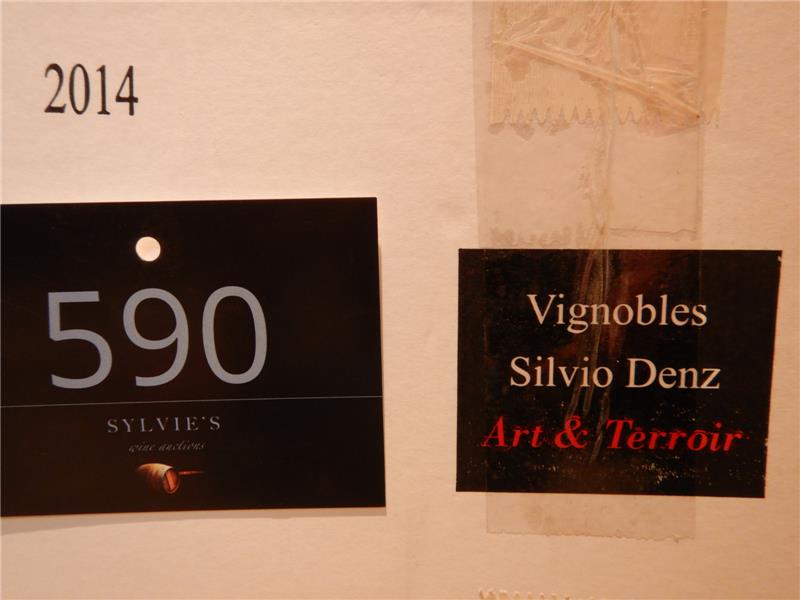 2014
590
SYLVIE'S
wine auctions
Vignobles
Silvio Denz
Art & Terroir